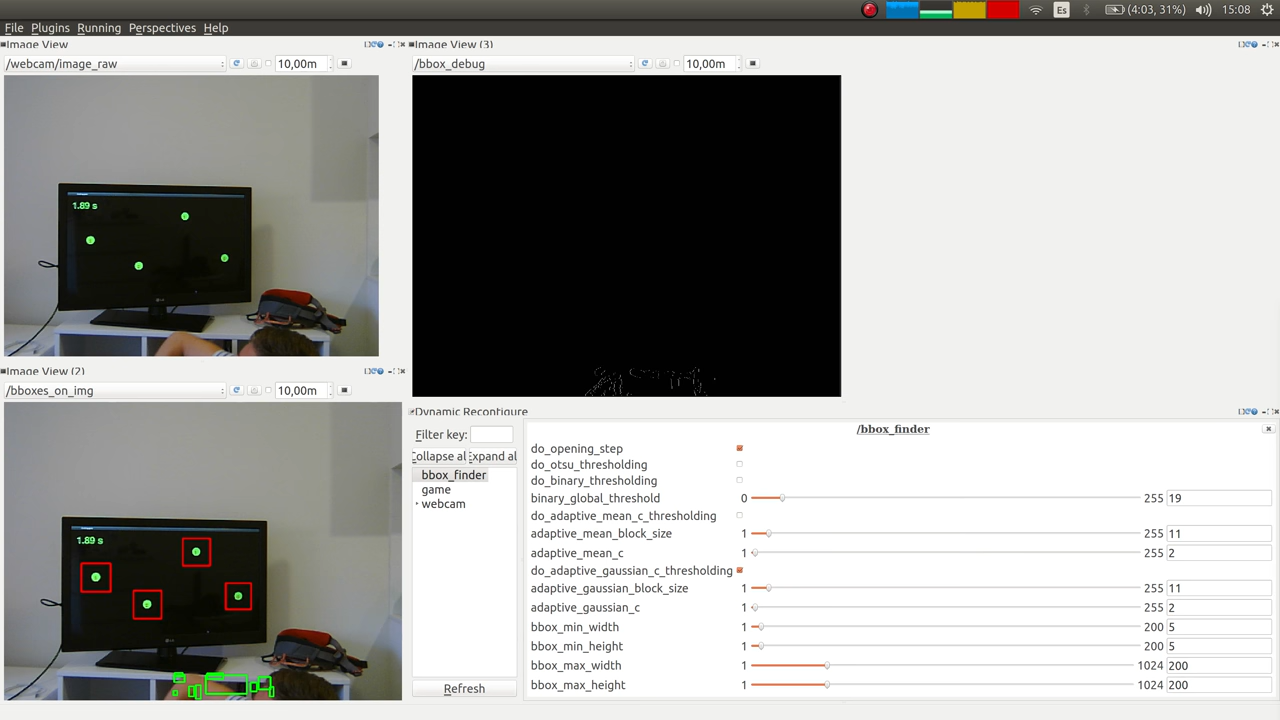 Es (4:03, 31%) 15:08
File Plugins Running Perspectives Help
Image View
/webcam/image_raw 10,00m
1.89 s
LG
Image View (3)
/bbox_debug 10,00m
Image View (2)
/bboxes_on_img 10,00m
1.89 s
LG
Dynamic Reconfigure
Filter key:
Collapse al Expand al
bbox_finder
game
webcam
Refresh
/bbox_finder
do_opening_step
do_otsu_thresholding
do_binary_thresholding
binary_global_threshold 0 255 19
do_adaptive_mean_c_thresholding
adaptive_mean_block_size 1 255 11
adaptive_mean_c 1 255 2
do_adaptive_gaussian_c_thresholding
adaptive_gaussian_block_size 1 255 11
adaptive_gaussian_c 1 255 2
bbox_min_width 1 200 5
bbox_min_height 1 200 5
bbox_max_width 1 1024 200
bbox_max_height 1 1024 200